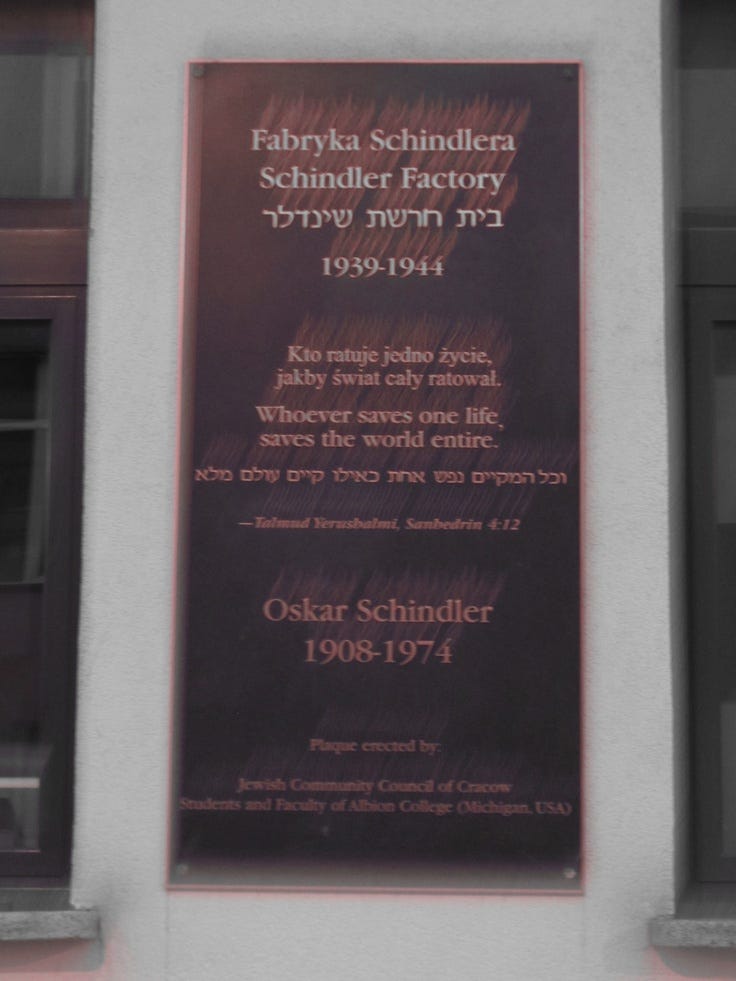 Fabryka Schindlera
Schindler Factory
בית חרשת שינדלר
1939-1944
Kto ratuje jedno życie,
jakby świat cały ratował.
Whoever saves one life,
saves the world entire.
וכל המקיים נפש אחת כאילו קיים עולם מלא
—Talmud Yerushalmi, Sanhedrin 4:12
Oskar Schindler
1908-1974
Plaque erected by:
Jewish Community Council of Cracow
Students and Faculty of Albion College (Michigan, USA)